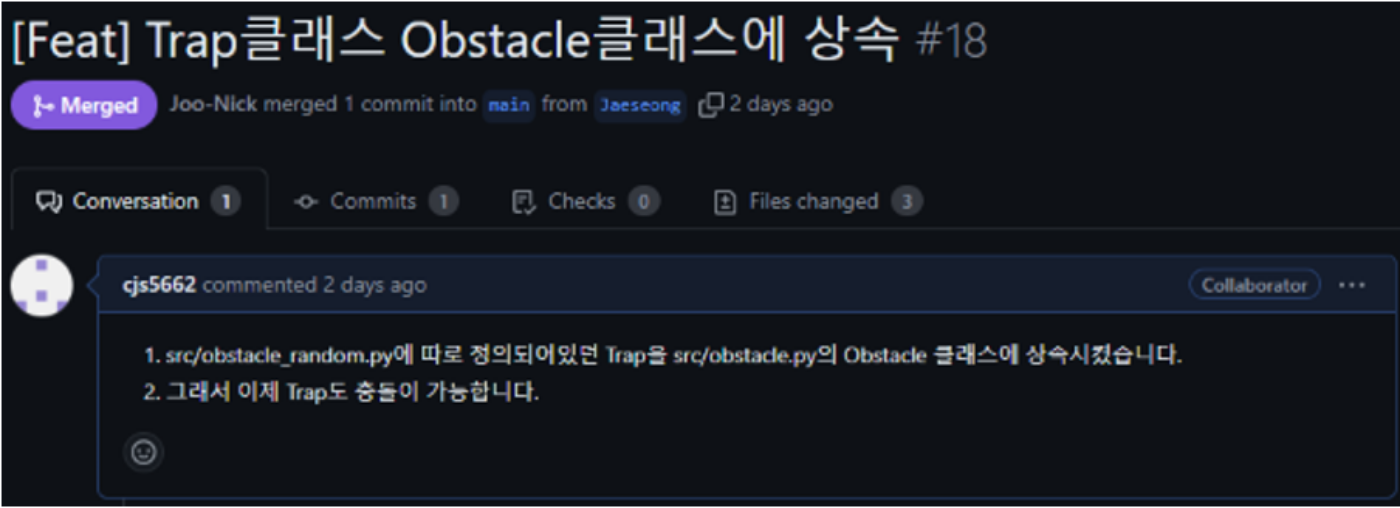 [Feat] Trap클래스 Obstacle클래스에 상속 #18
Merged Joo-Nick merged 1 commit into main from Jaeseong 2 days ago
Conversation 1 Commits 1 Checks 0 Files changed 3
cjs5662 commented 2 days ago Collaborator
1. src/obstacle_random.py에 따로 정의되어있던 Trap을 src/obstacle.py의 Obstacle 클래스에 상속시켰습니다.
2. 그래서 이제 Trap도 충돌이 가능합니다.